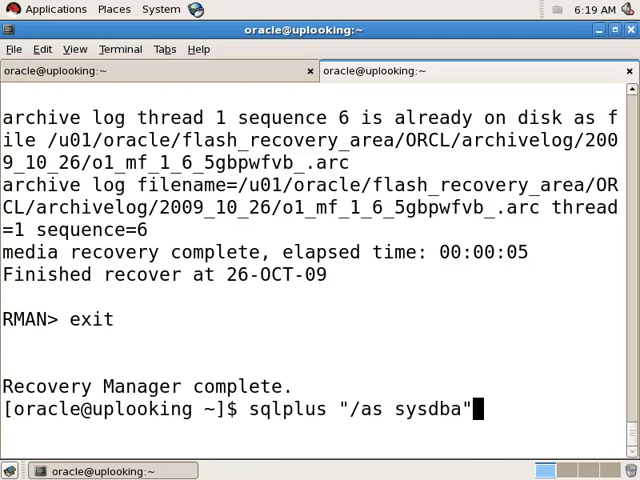 Applications Places System 6:19 AM
oracle@uplooking:~
File Edit View Terminal Tabs Help
oracle@uplooking:~ oracle@uplooking:~
archive log thread 1 sequence 6 is already on disk as f
ile /u01/oracle/flash_recovery_area/ORCL/archivelog/200
9_10_26/o1_mf_1_6_5gbpwfvb_.arc
archive log filename=/u01/oracle/flash_recovery_area/OR
CL/archivelog/2009_10_26/o1_mf_1_6_5gbpwfvb_.arc thread
=1 sequence=6
media recovery complete, elapsed time: 00:00:05
Finished recover at 26-OCT-09
RMAN> exit
Recovery Manager complete.
[oracle@uplooking ~]$ sqlplus "/as sysdba"
oracle@uplooking:~